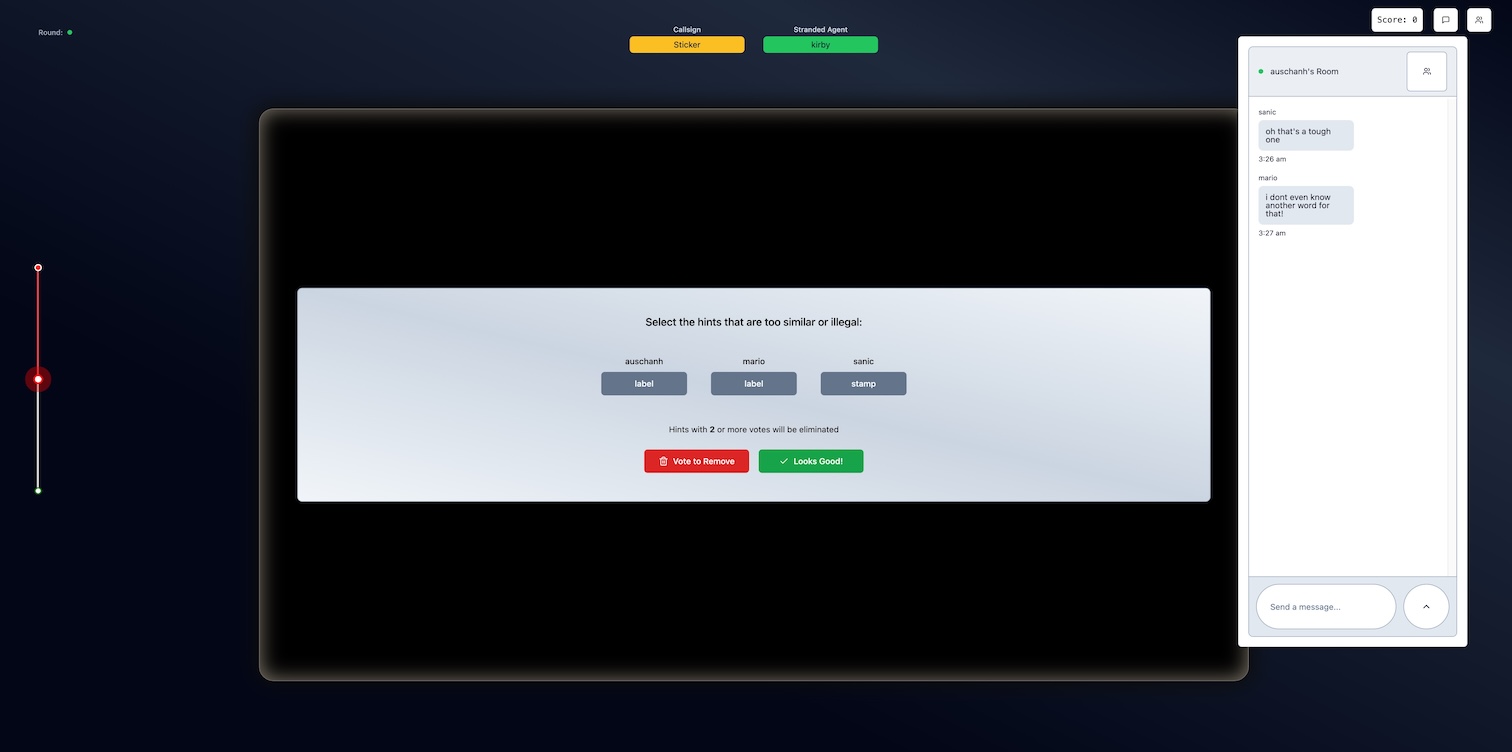 Round:
Callsign
Sticker
Stranded Agent
kirby
Score: 0
auschanh's Room
sanic
oh that's a tough
one
3:26 am
mario
i dont even know
another word for
that!
3:27 am
Select the hints that are too similar or illegal:
auschanh
mario
sanic
label
label
stamp
Hints with 2 or more votes will be eliminated
Vote to Remove
Looks Good!
Send a message...